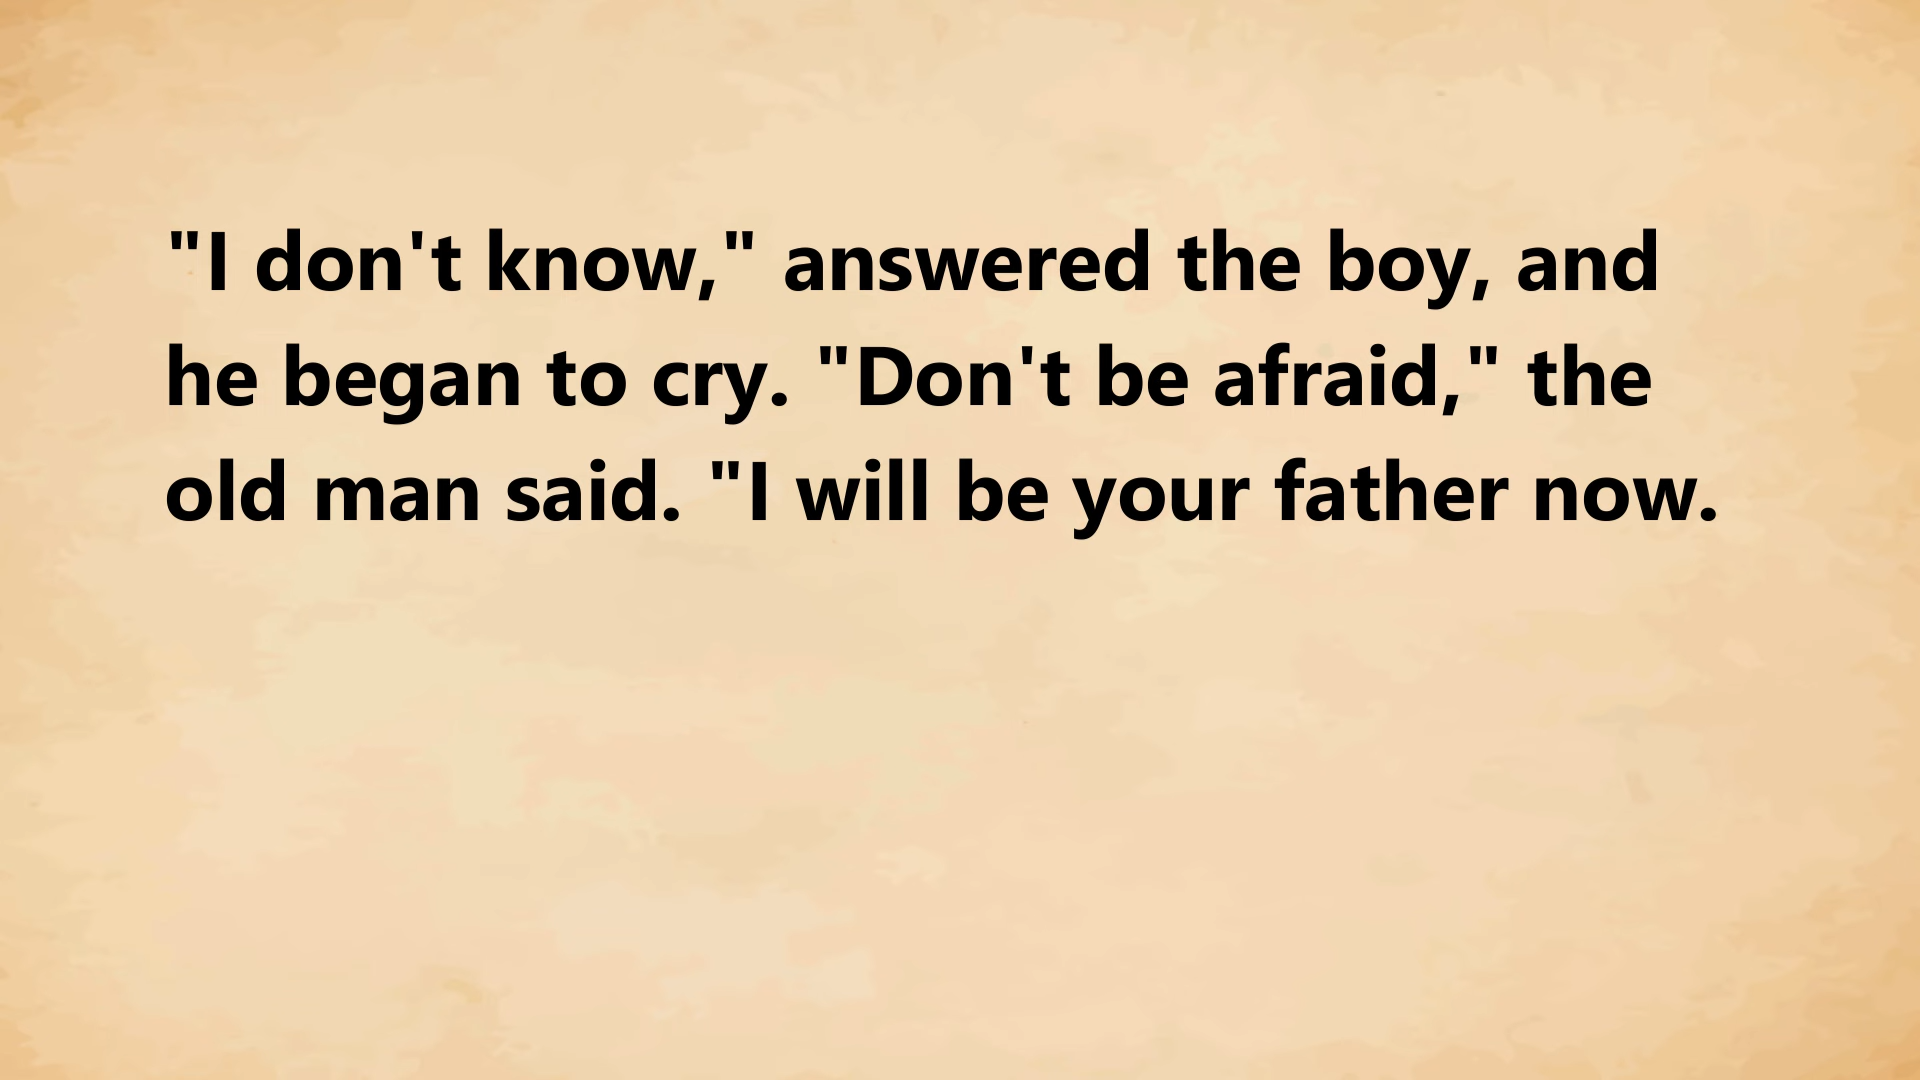 "I don't know," answered the boy, and
he began to cry. "Don't be afraid," the
old man said. "I will be your father now.